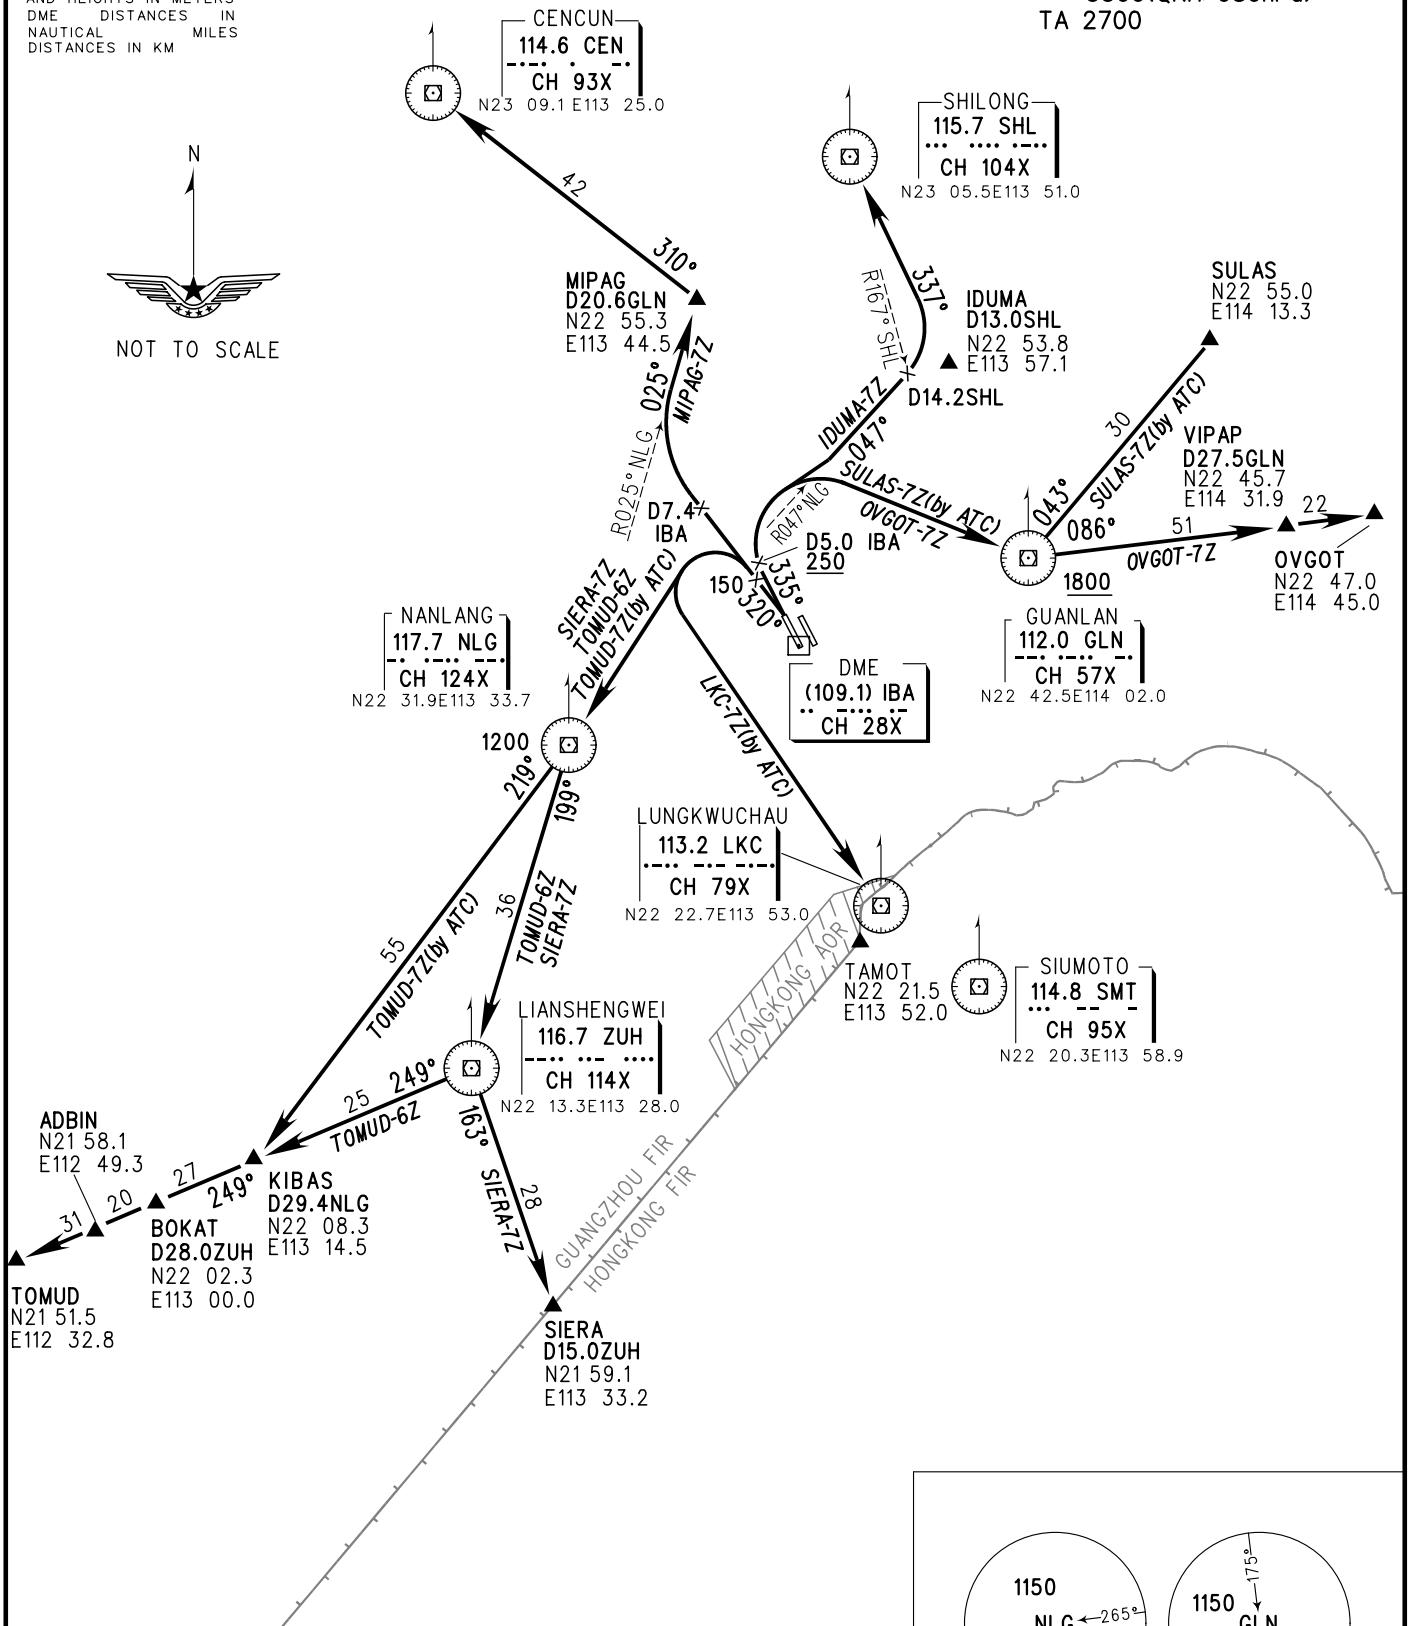 AND HEIGHTS IN METERS
DME DISTANCES IN
NAUTICAL MILES
DISTANCES IN KM
TA 2700
CENCUN
114.6 CEN
CH 93X
N23 09.1 E113 25.0
SHILONG
115.7 SHL
CH 104X
N23 05.5E113 51.0
N
NOT TO SCALE
42
310°
MIPAG
D20.6GLN
N22 55.3
E113 44.5
025°
MIPAG-7Z
R025° NLG
337°
R167° SHL
IDUMA
D13.0SHL
N22 53.8
E113 57.1
D14.2SHL
IDUMA-7Z
047°
R047° NLG
SULAS
N22 55.0
E114 13.3
30
SULAS-7Z(by ATC)
043°
VIPAP
D27.5GLN
N22 45.7
E114 31.9
22
086°
51
OVGOT-7Z
OVGOT
N22 47.0
E114 45.0
SULAS-7Z(by ATC)
OVGOT-7Z
1800
GUANLAN
112.0 GLN
CH 57X
N22 42.5E114 02.0
D7.4
IBA
D5.0 IBA
250
150
335°
320°
DME
(109.1) IBA
CH 28X
SIERA-7Z
TOMUD-6Z
TOMUD-7Z(by ATC)
NANLANG
117.7 NLG
CH 124X
N22 31.9E113 33.7
1200
219°
199°
LKC-7Z(by ATC)
LUNGKWUCHAU
113.2 LKC
CH 79X
N22 22.7E113 53.0
55
TOMUD-7Z(by ATC)
36
TOMUD-6Z
SIERA-7Z
HONGKONG AOR
TAMOT
N22 21.5
E113 52.0
SIUMOTO
114.8 SMT
CH 95X
N22 20.3E113 58.9
LIANSHENGWEI
116.7 ZUH
CH 114X
N22 13.3E113 28.0
249°
25
TOMUD-6Z
163°
28
SIERA-7Z
GUANGZHOU FIR
HONGKONG FIR
ADBIN
N21 58.1
E112 49.3
27
249°
20
31
KIBAS
D29.4NLG
N22 08.3
E113 14.5
BOKAT
D28.0ZUH
N22 02.3
E113 00.0
TOMUD
N21 51.5
E112 32.8
SIERA
D15.0ZUH
N21 59.1
E113 33.2
1150
NLG
265°
175°
1150
GLN